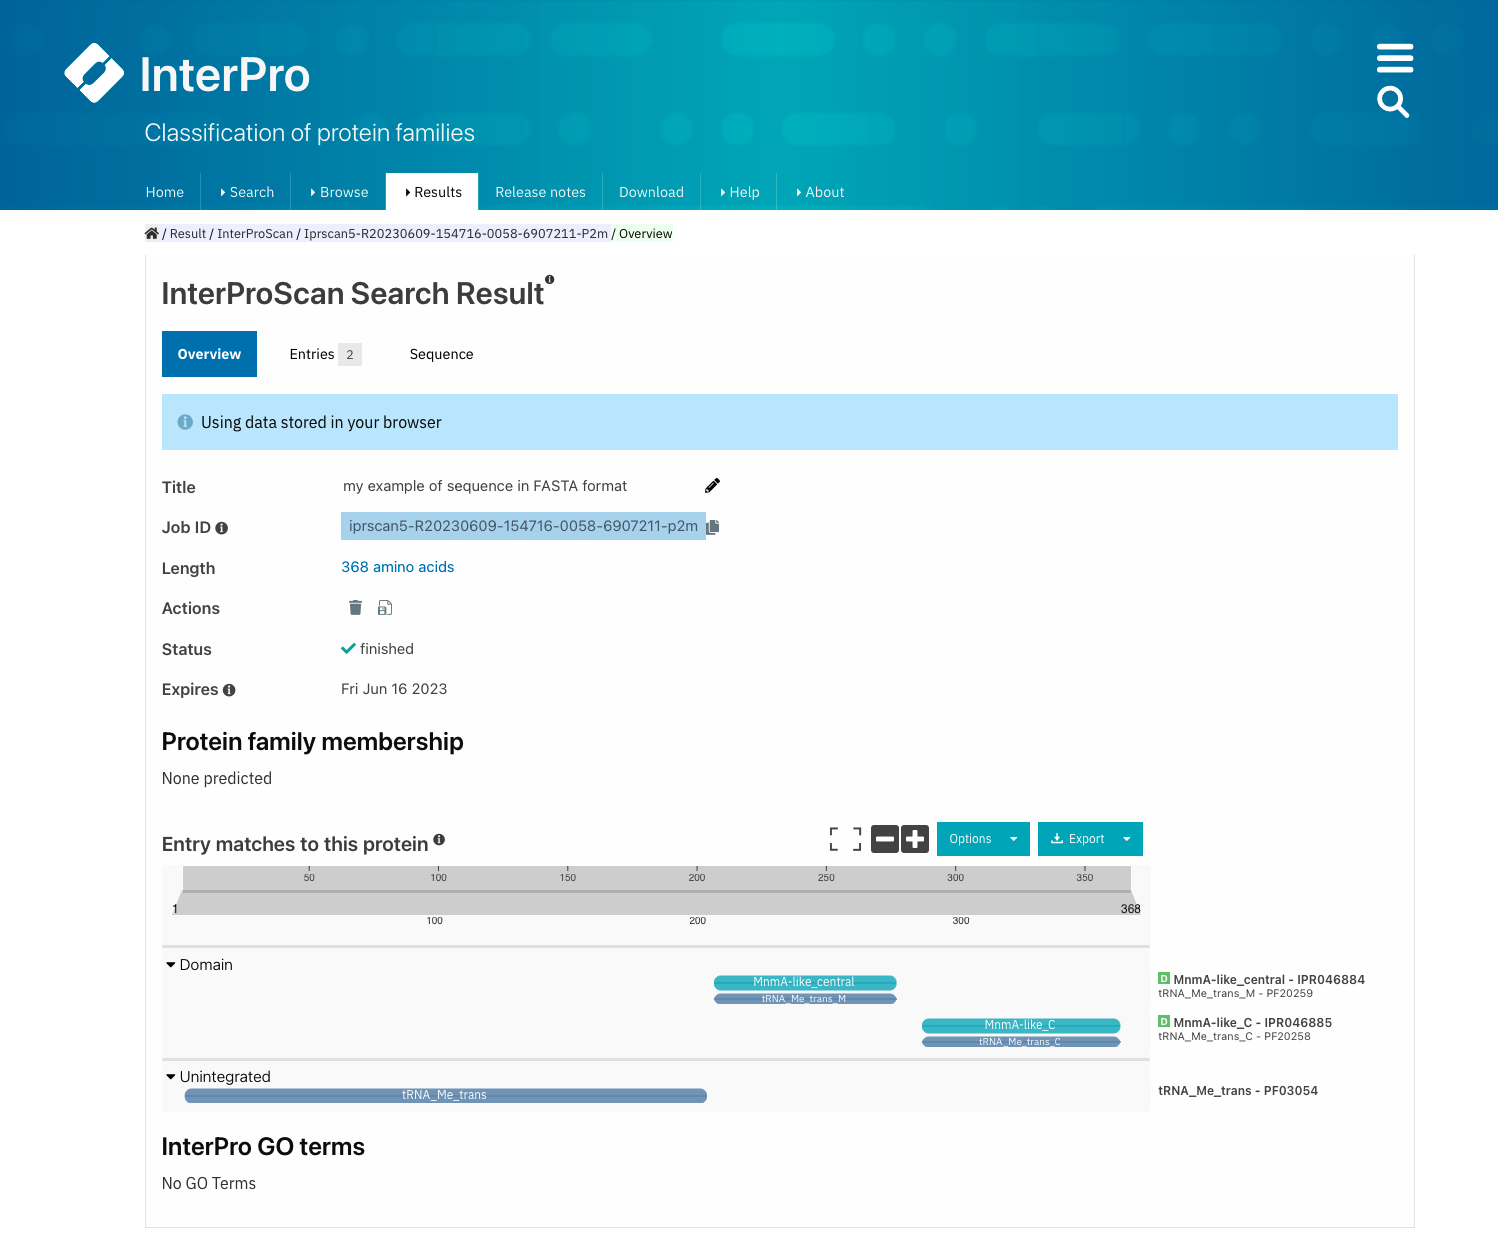 InterPro
Classification of protein families
Home Search Browse Results Release notes Download Help About
/ Result / InterProScan / Iprscan5-R20230609-154716-0058-6907211-P2m / Overview
InterProScan Search Result
Overview Entries 2 Sequence
Using data stored in your browser
Title my example of sequence in FASTA format
Job ID iprscan5-R20230609-154716-0058-6907211-p2m
Length 368 amino acids
Actions
Status finished
Expires Fri Jun 16 2023
Protein family membership
None predicted
Entry matches to this protein Options Export
50 100 150 200 250 300 350
1 368
100 200 300
Domain
MnmA-like_central D MnmA-like_central - IPR046884
tRNA_Me_trans_M tRNA_Me_trans_M - PF20259
MnmA-like_C D MnmA-like_C - IPR046885
tRNA_Me_trans_C tRNA_Me_trans_C - PF20258
Unintegrated
tRNA_Me_trans tRNA_Me_trans - PF03054
InterPro GO terms
No GO Terms